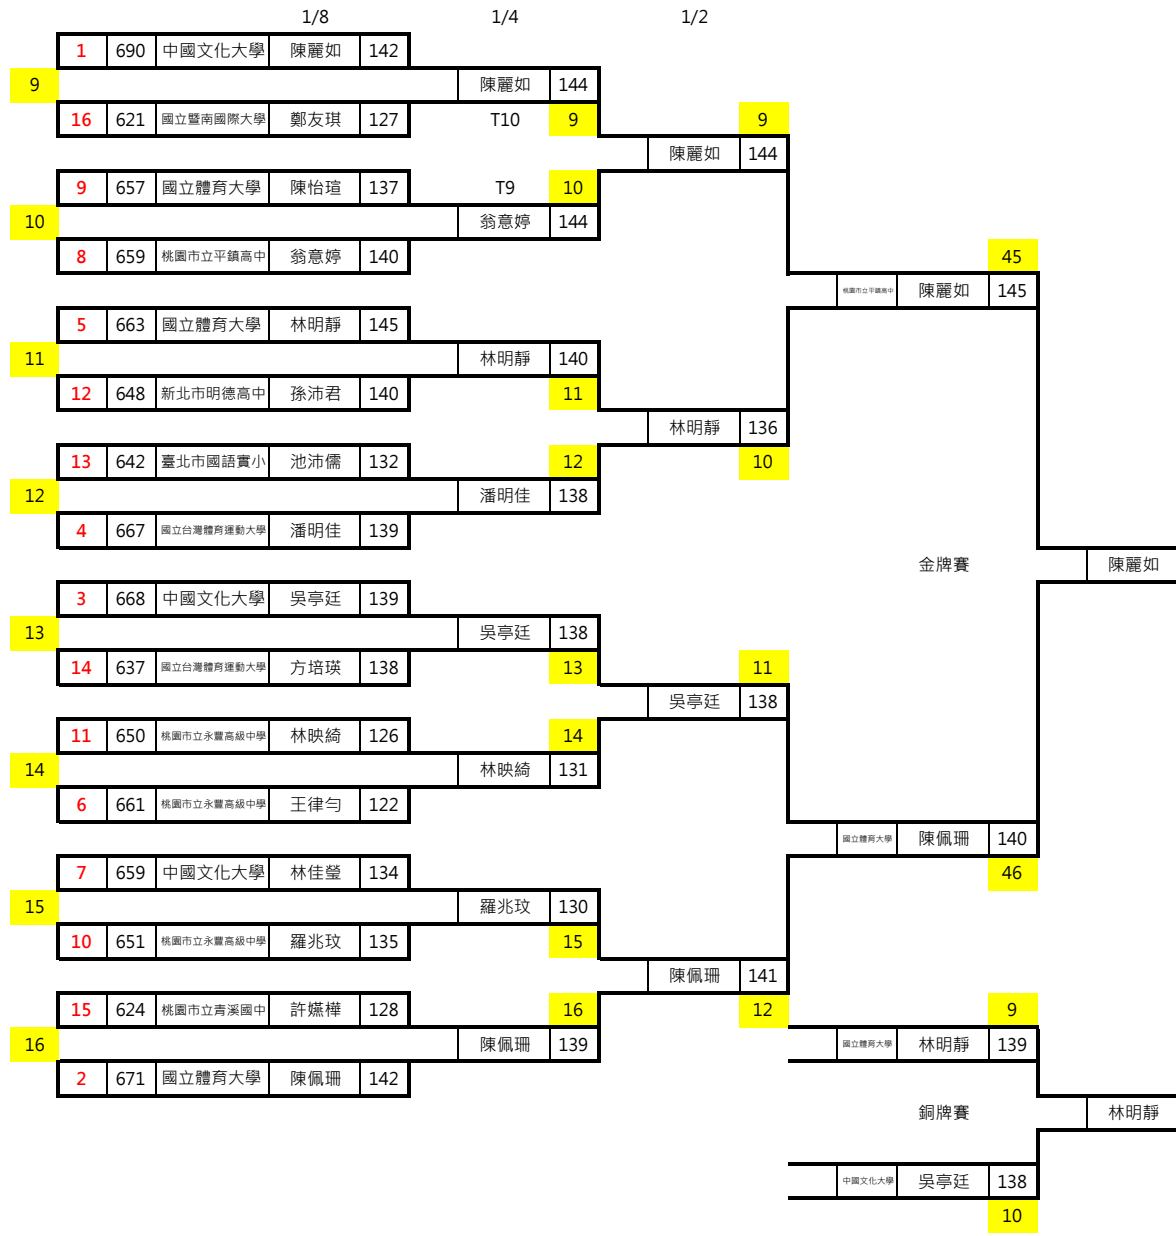 1/8 1/4 1/2
1 690 中國文化大學 陳麗如 142
9 陳麗如 144
16 621 國立暨南國際大學 鄭友琪 127 T10 9 9
陳麗如 144
9 657 國立體育大學 陳怡瑄 137 T9 10
10 翁意婷 144
8 659 桃園市立平鎮高中 翁意婷 140 45
桃園市立平鎮高中 陳麗如 145
5 663 國立體育大學 林明靜 145
11 林明靜 140
12 648 新北市明德高中 孫沛君 140 11
林明靜 136
13 642 臺北市國語實小 池沛儒 132 12 10
12 潘明佳 138
4 667 國立台灣體育運動大學 潘明佳 139
金牌賽 陳麗如
3 668 中國文化大學 吳亭廷 139
13 吳亭廷 138
14 637 國立台灣體育運動大學 方培瑛 138 13 11
吳亭廷 138
11 650 桃園市立永豐高級中學 林映綺 126 14
14 林映綺 131
6 661 桃園市立永豐高級中學 王律勻 122
國立體育大學 陳佩珊 140
7 659 中國文化大學 林佳瑩 134 46
15 羅兆玟 130
10 651 桃園市立永豐高級中學 羅兆玟 135 15
陳佩珊 141
15 624 桃園市立青溪國中 許嬿樺 128 16 12 9
16 陳佩珊 139 國立體育大學 林明靜 139
2 671 國立體育大學 陳佩珊 142
銅牌賽 林明靜
中國文化大學 吳亭廷 138
10